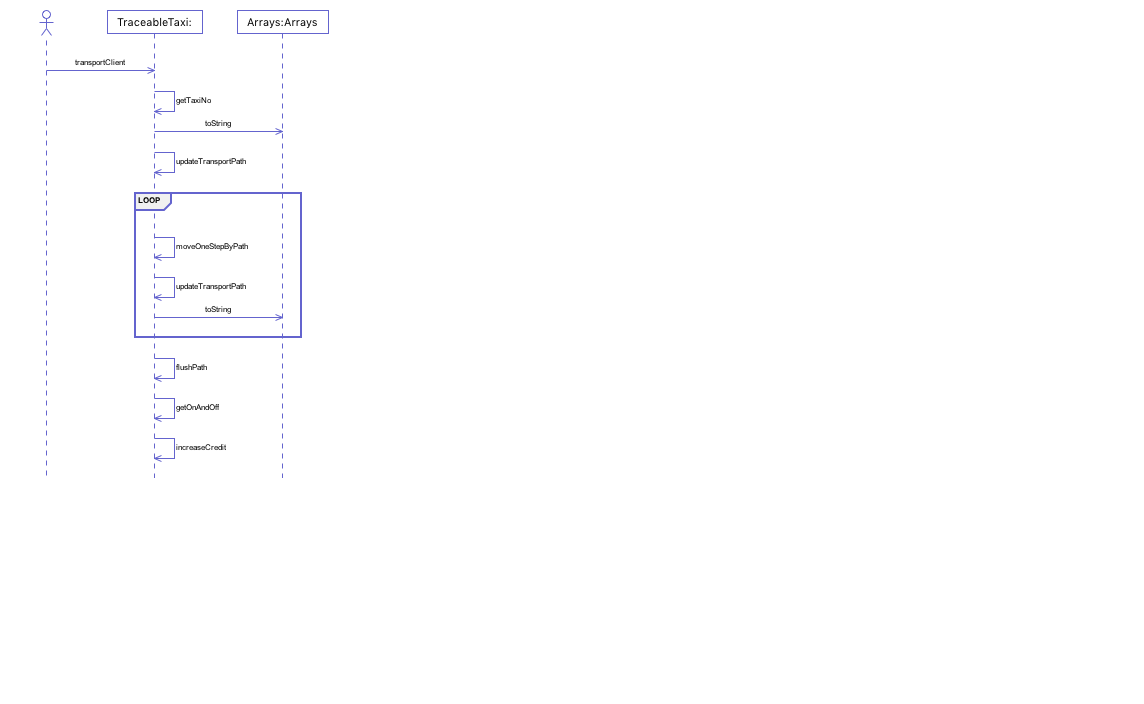 TraceableTaxi:
Arrays:Arrays
transportClient
getTaxiNo
toString
updateTransportPath
LOOP
moveOneStepByPath
updateTransportPath
toString
flushPath
getOnAndOff
increaseCredit